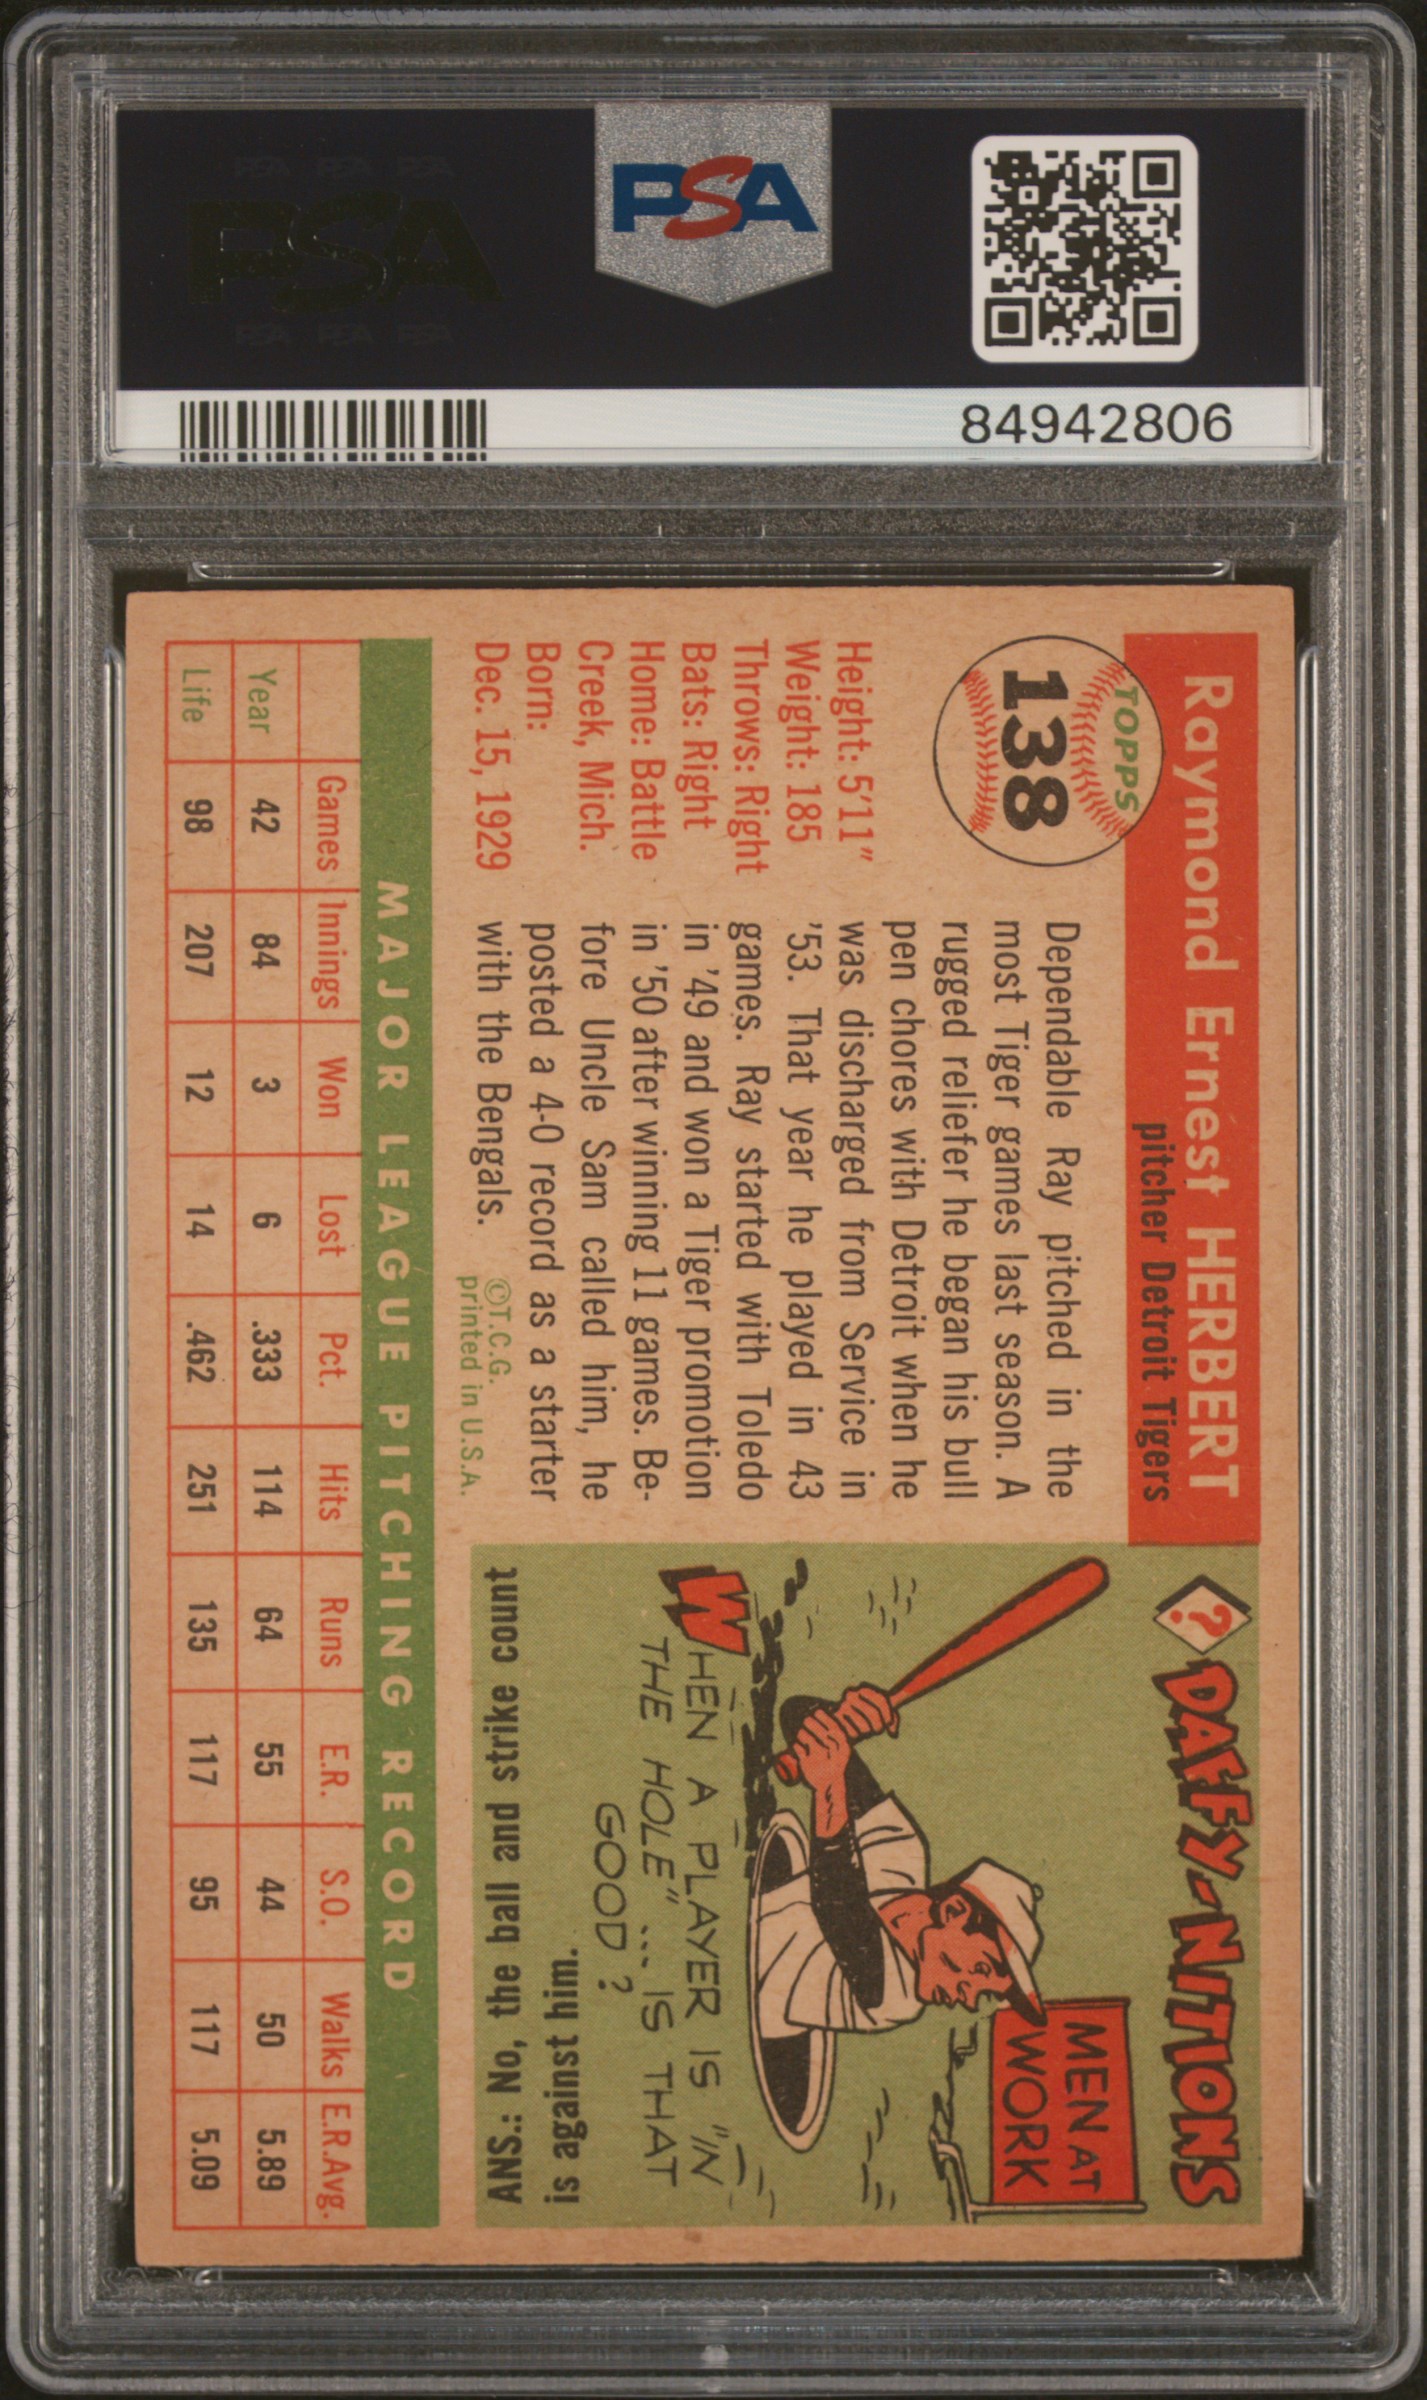 PSA PSA PSA
PSA
PSA PSA PSA
PSA
84942806
Raymond Ernest HERBERT
pitcher Detroit Tigers
TOPPS
138
Height: 5'11"
Weight: 185
Throws: Right
Bats: Right
Home: Battle
Creek, Mich.
Born:
Dec. 15, 1929
Dependable Ray pitched in the
most Tiger games last season. A
rugged reliefer he began his bull
pen chores with Detroit when he
was discharged from Service in
'53. That year he played in 43
games. Ray started with Toledo
in '49 and won a Tiger promotion
in '50 after winning 11 games. Be-
fore Uncle Sam called him, he
posted a 4-0 record as a starter
with the Bengals.
©T.C.G.
printed in U.S.A.
? DAFFY-NITIONS
MEN AT
WORK
WHEN A PLAYER IS "IN
THE HOLE" ... IS THAT
GOOD?
ANS.: No, the ball and strike count
is against him.
MAJOR LEAGUE PITCHING RECORD
Games Innings Won Lost Pct. Hits Runs E.R. S.O. Walks E.R.Avg.
Year 42 84 3 6 .333 114 64 55 44 50 5.89
Life 98 207 12 14 .462 251 135 117 95 117 5.09